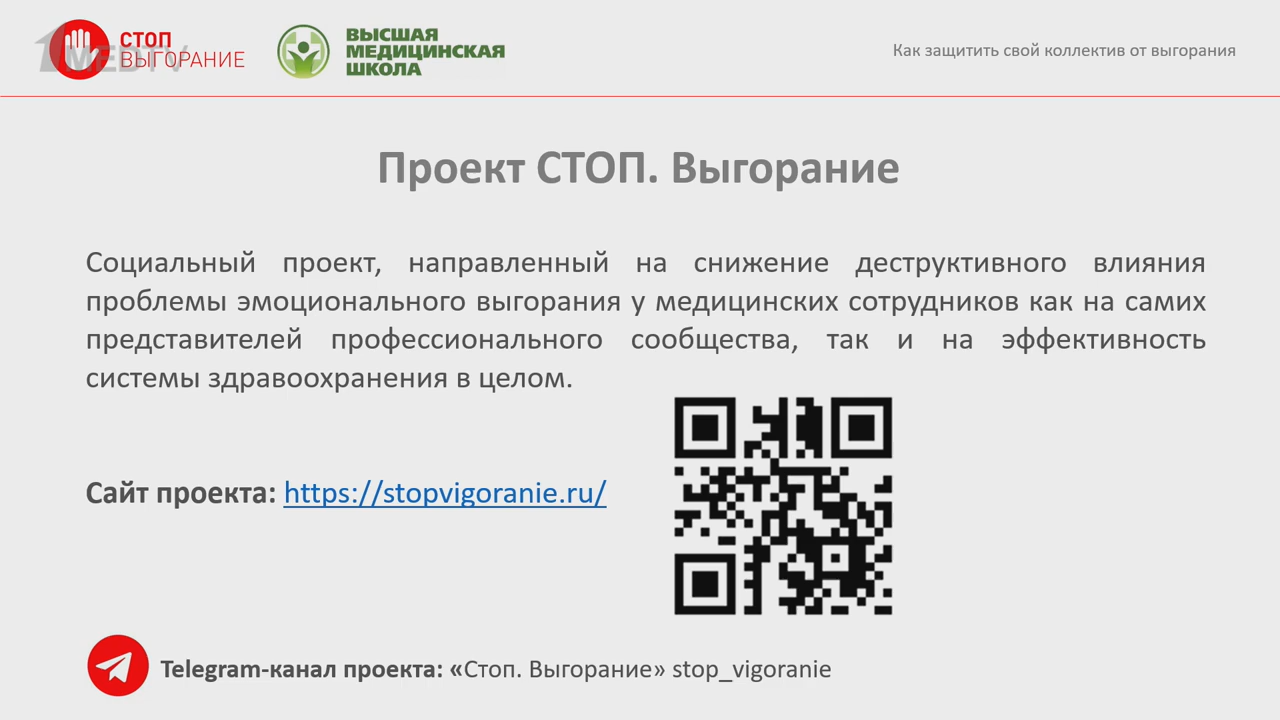 СТОП
ВЫГОРАНИЕ
1MEDTV
ВЫСШАЯ
МЕДИЦИНСКАЯ
ШКОЛА
Как защитить свой коллектив от выгорания
Проект СТОП. Выгорание
Социальный проект, направленный на снижение деструктивного влияния
проблемы эмоционального выгорания у медицинских сотрудников как на самих
представителей профессионального сообщества, так и на эффективность
системы здравоохранения в целом.
Сайт проекта: https://stopvigoranie.ru/
Telegram-канал проекта: «Стоп. Выгорание» stop_vigoranie